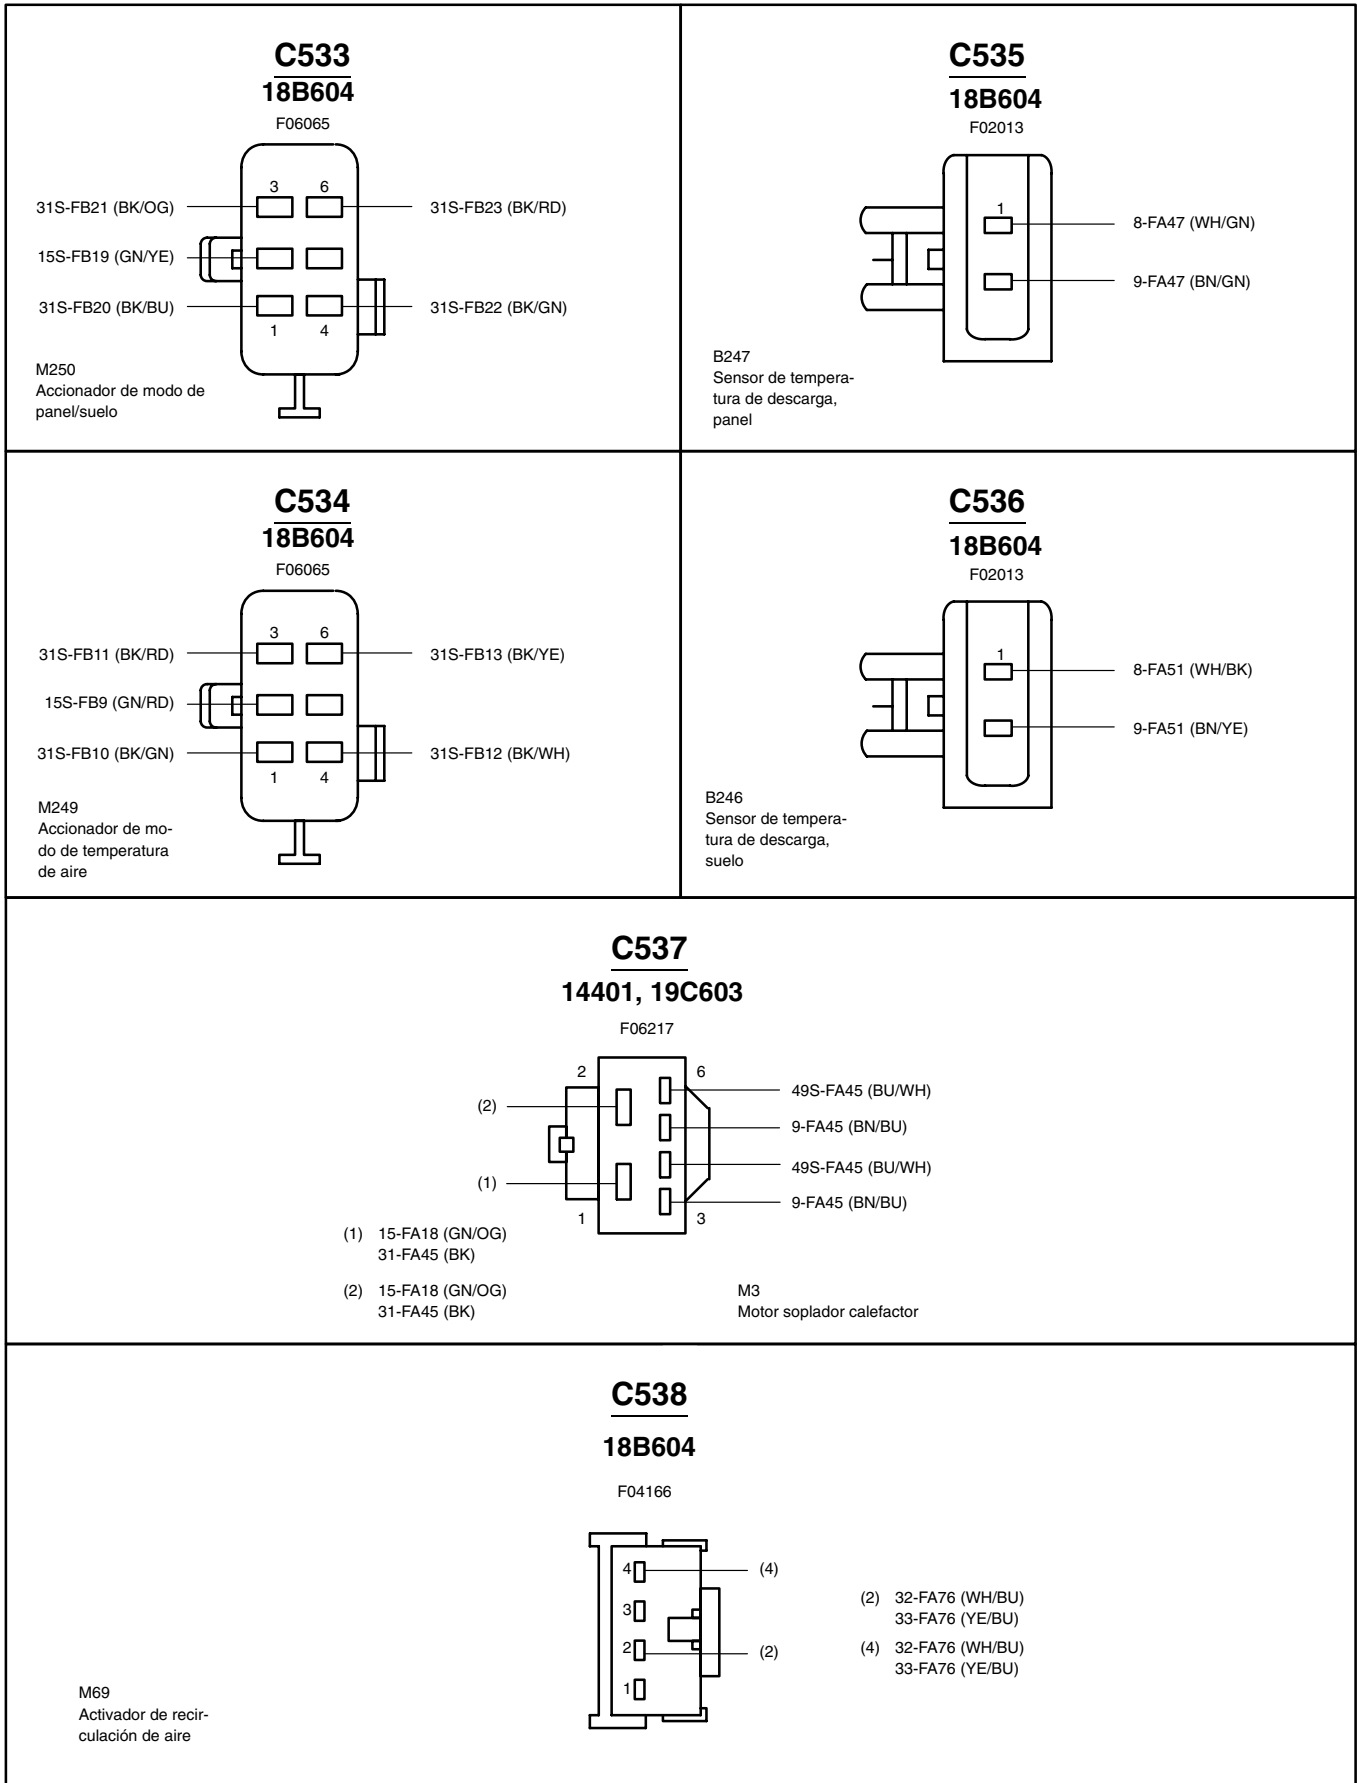 C533
18B604
F06065
3 6
31S-FB21 (BK/OG) 31S-FB23 (BK/RD)
15S-FB19 (GN/YE)
31S-FB20 (BK/BU) 31S-FB22 (BK/GN)
1 4
M250
Accionador de modo de
panel/suelo
C535
18B604
F02013
1
8-FA47 (WH/GN)
9-FA47 (BN/GN)
B247
Sensor de tempera-
tura de descarga,
panel
C534
18B604
F06065
3 6
31S-FB11 (BK/RD) 31S-FB13 (BK/YE)
15S-FB9 (GN/RD)
31S-FB10 (BK/GN) 31S-FB12 (BK/WH)
1 4
M249
Accionador de mo-
do de temperatura
de aire
C536
18B604
F02013
1
8-FA51 (WH/BK)
9-FA51 (BN/YE)
B246
Sensor de tempera-
tura de descarga,
suelo
C537
14401, 19C603
F06217
2 6
49S-FA45 (BU/WH)
(2)
9-FA45 (BN/BU)
49S-FA45 (BU/WH)
(1)
9-FA45 (BN/BU)
1 3
(1) 15-FA18 (GN/OG)
31-FA45 (BK)
(2) 15-FA18 (GN/OG)
31-FA45 (BK)
M3
Motor soplador calefactor
C538
18B604
F04166
4 (4)
3
2 (2)
1
(2) 32-FA76 (WH/BU)
33-FA76 (YE/BU)
(4) 32-FA76 (WH/BU)
33-FA76 (YE/BU)
M69
Activador de recir-
culación de aire